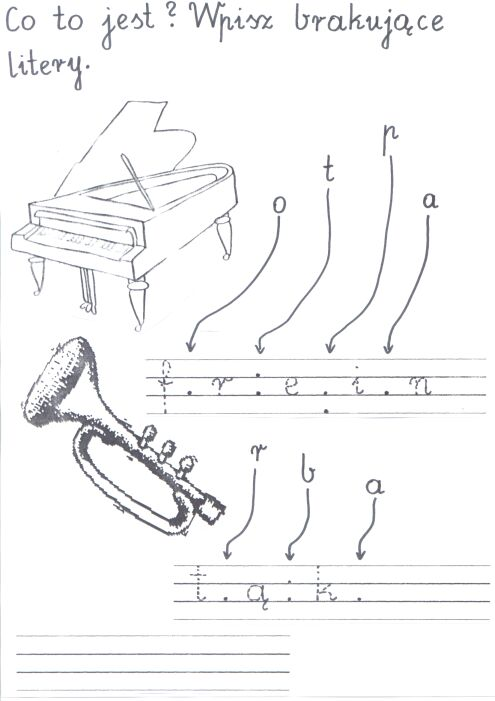 Co to jest? Wpisz brakujące
litery.
p
t
o a
f . r . e . i . n
r
b
a
t . ą . k .